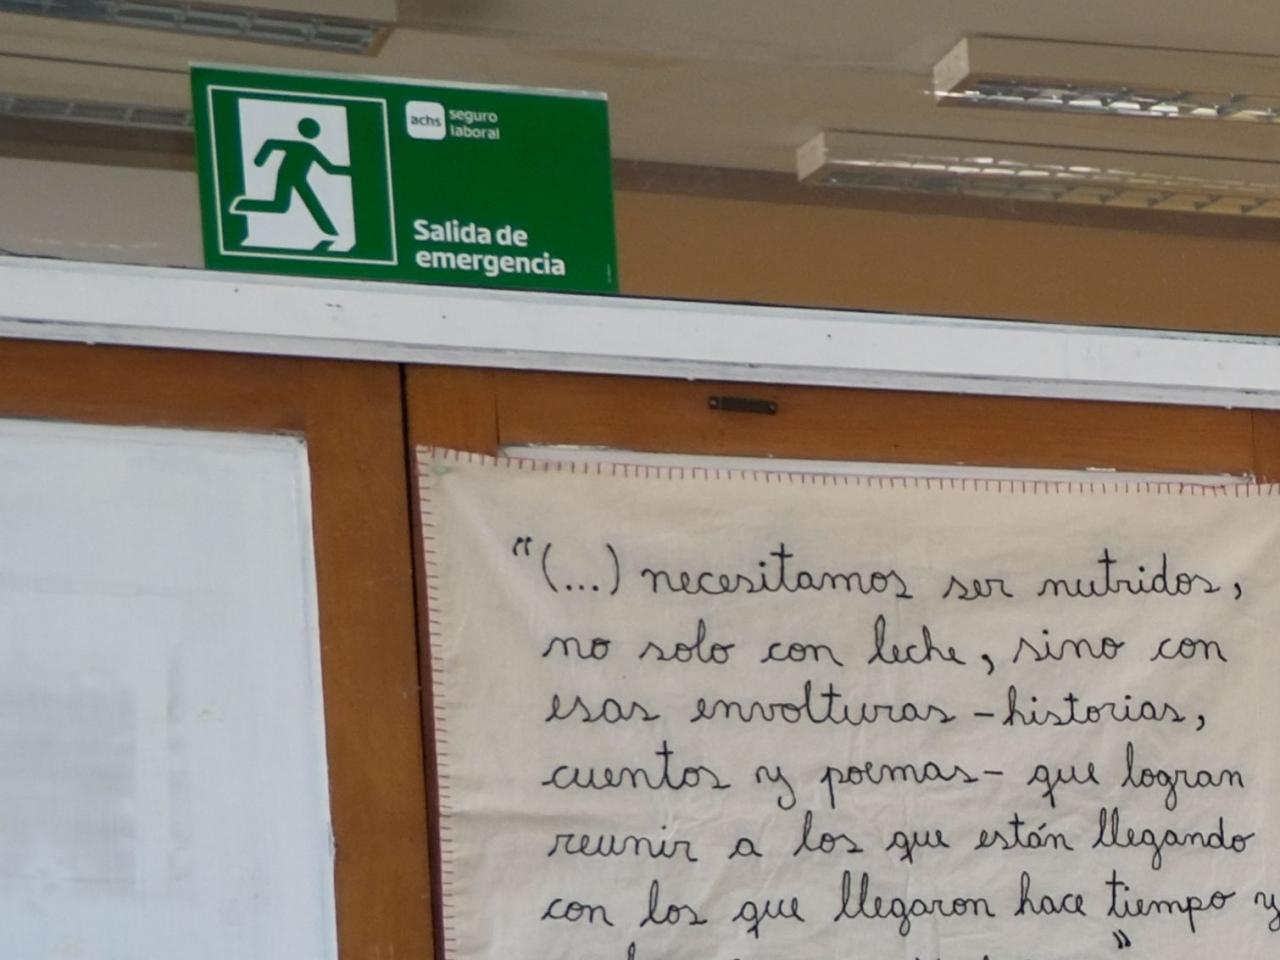 achs seguro
laboral
Salida de
emergencia
"(...) necesitamos ser nutridos,
no solo con leche, sino con
esas envolturas - historias,
cuentos y poemas - que logran
reunir a los que están llegando
con los que llegaron hace tiempo y
"